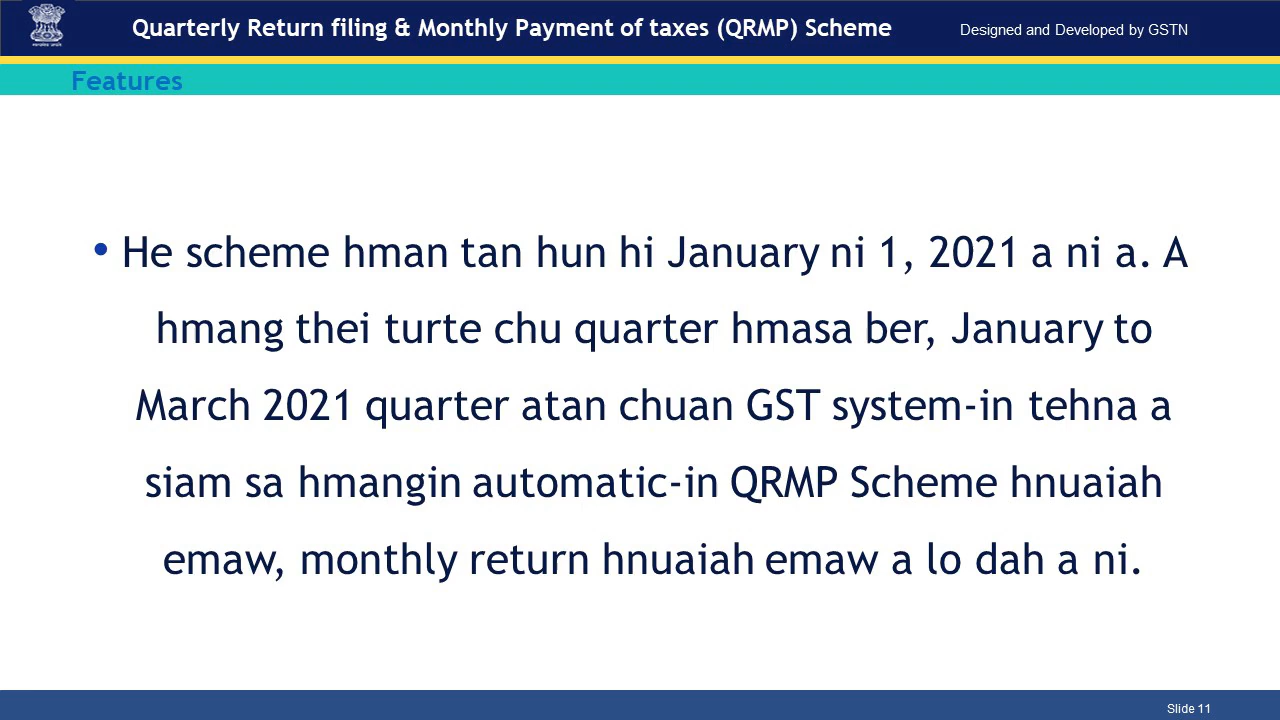 Quarterly Return filing & Monthly Payment of taxes (QRMP) Scheme
Designed and Developed by GSTN
Features
• He scheme hman tan hun hi January ni 1, 2021 a ni a. A
hmang thei turte chu quarter hmasa ber, January to
March 2021 quarter atan chuan GST system-in tehna a
siam sa hmangin automatic-in QRMP Scheme hnuaiah
emaw, monthly return hnuaiah emaw a lo dah a ni.
Slide 11